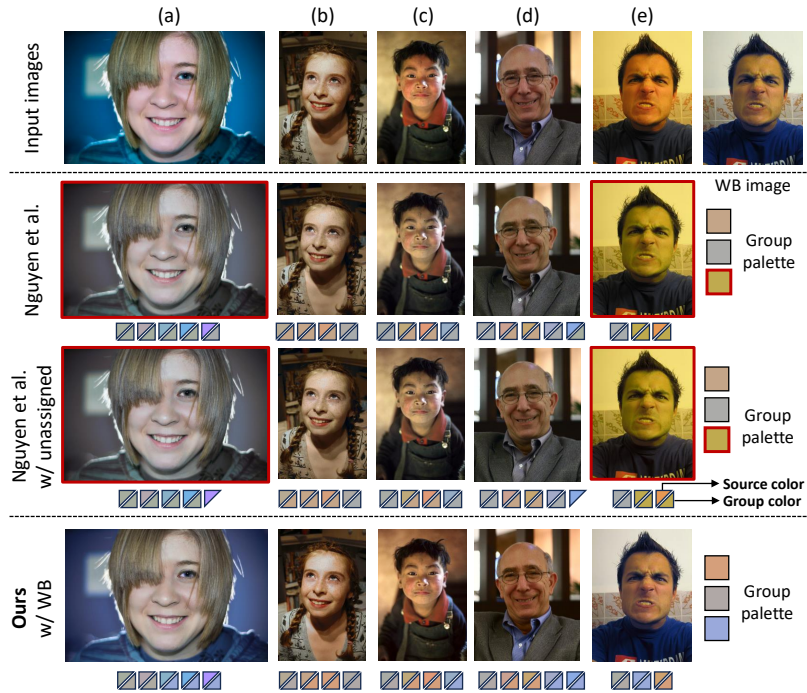 (a)
(b)
(c)
(d)
(e)
Input images
WB image
Nguyen et al.
Group
palette
Nguyen et al.
w/ unassigned
Group
palette
Source color
Group color
Ours
w/ WB
Group
palette